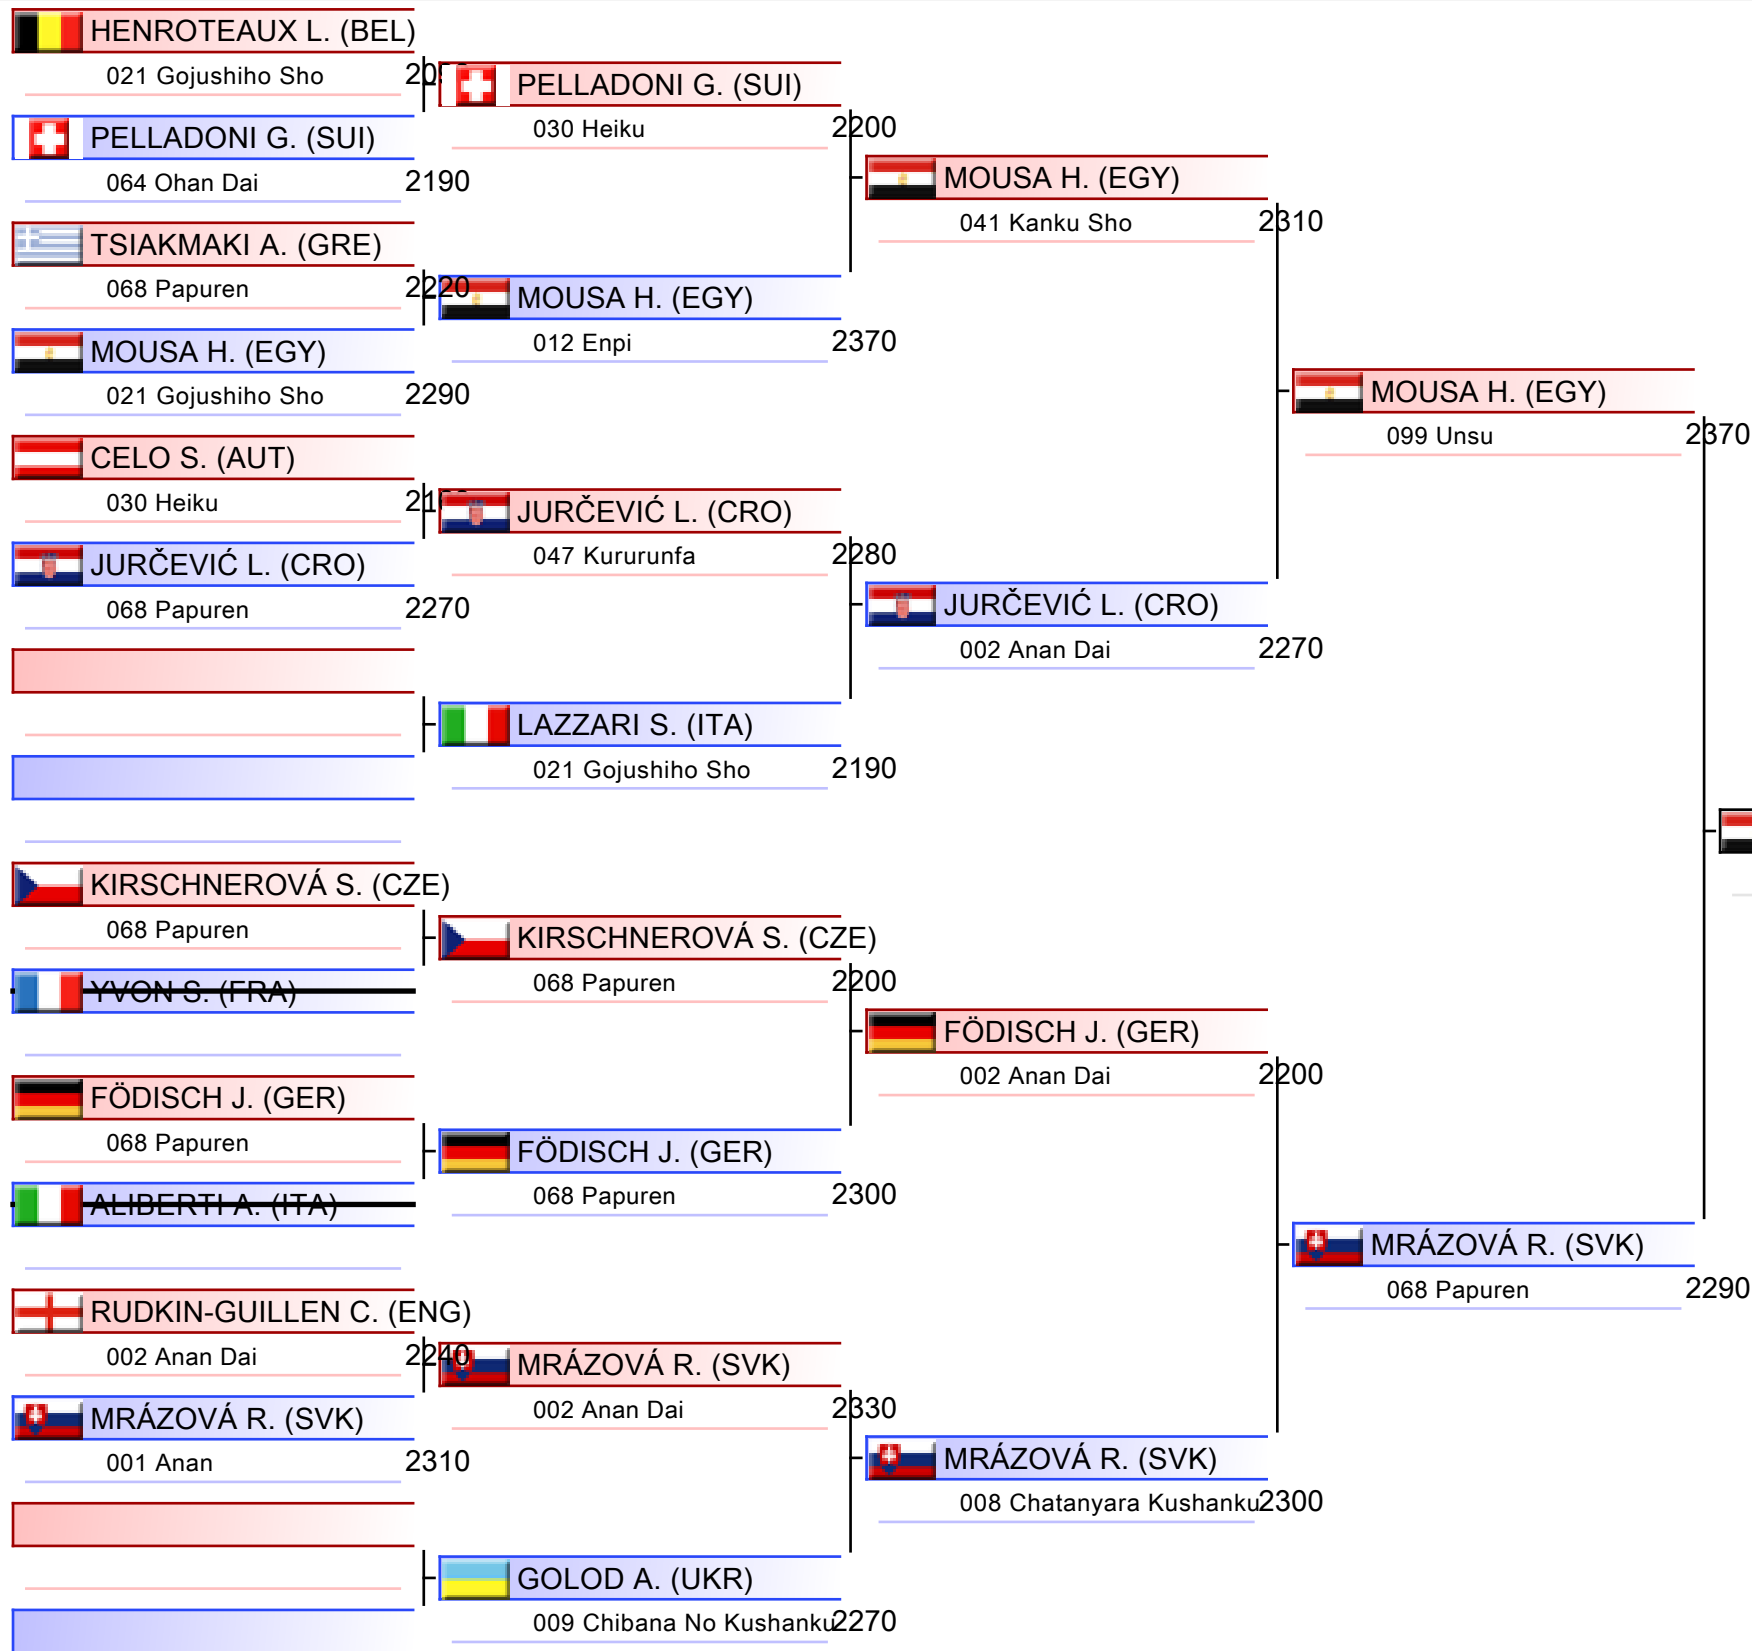 HENROTEAUX L. (BEL)
021 Gojushiho Sho
PELLADONI G. (SUI)
064 Ohan Dai 2190
TSIAKMAKI A. (GRE)
068 Papuren 2220
MOUSA H. (EGY)
021 Gojushiho Sho 2290
CELO S. (AUT)
030 Heiku
JURČEVIĆ L. (CRO)
068 Papuren 2270
KIRSCHNEROVÁ S. (CZE)
068 Papuren
YVON S. (FRA)
FÖDISCH J. (GER)
068 Papuren
ALIBERTI A. (ITA)
RUDKIN-GUILLEN C. (ENG)
002 Anan Dai 2240
MRÁZOVÁ R. (SVK)
001 Anan 2310
PELLADONI G. (SUI)
030 Heiku 2200
MOUSA H. (EGY)
012 Enpi 2370
JURČEVIĆ L. (CRO)
047 Kururunfa 2280
LAZZARI S. (ITA)
021 Gojushiho Sho 2190
KIRSCHNEROVÁ S. (CZE)
068 Papuren 2200
FÖDISCH J. (GER)
068 Papuren 2300
MRÁZOVÁ R. (SVK)
002 Anan Dai 2330
GOLOD A. (UKR)
009 Chibana No Kushanku 2270
MOUSA H. (EGY)
041 Kanku Sho 2310
JURČEVIĆ L. (CRO)
002 Anan Dai 2270
FÖDISCH J. (GER)
002 Anan Dai 2200
MRÁZOVÁ R. (SVK)
008 Chatanyara Kushanku 2300
MOUSA H. (EGY)
099 Unsu 2370
MRÁZOVÁ R. (SVK)
068 Papuren 2290